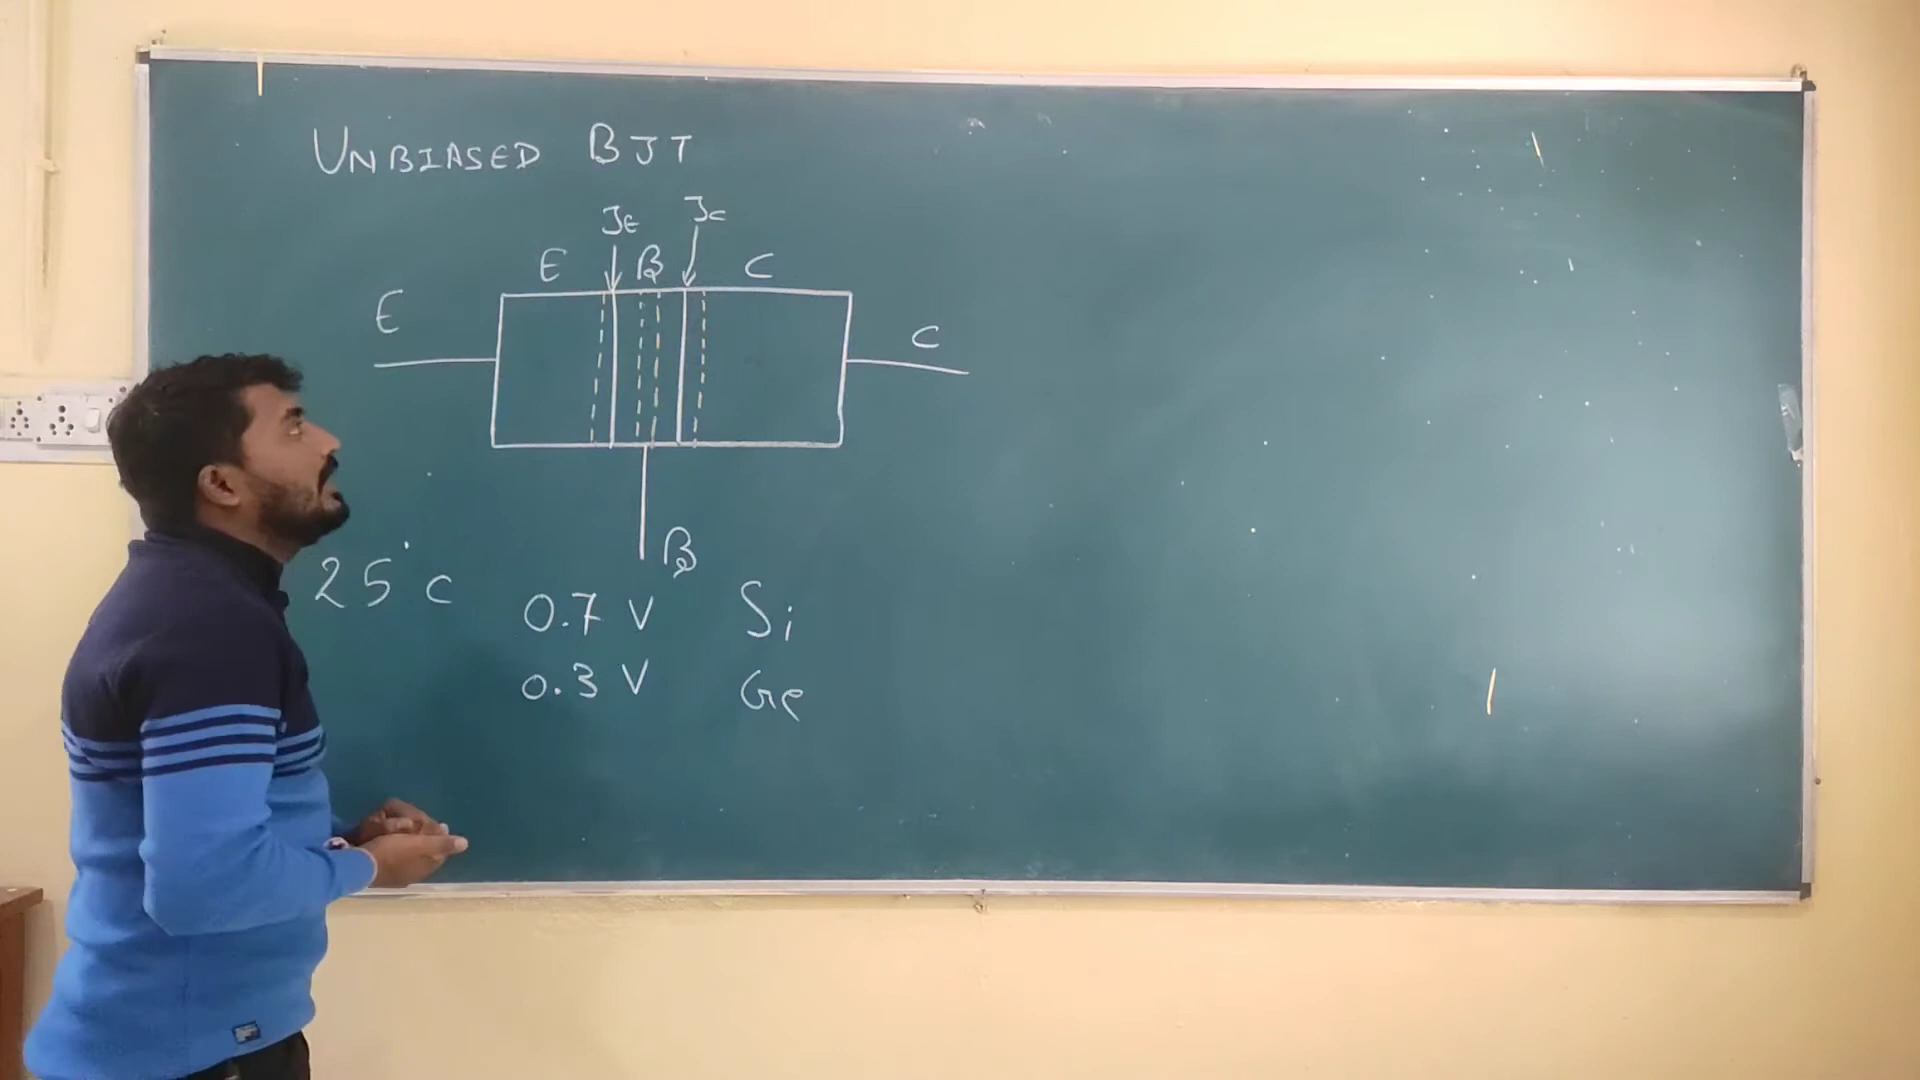 UNBIASED BJT
JE JC
E B C
E
C
B
25°C
0.7 V Si
0.3 V Ge